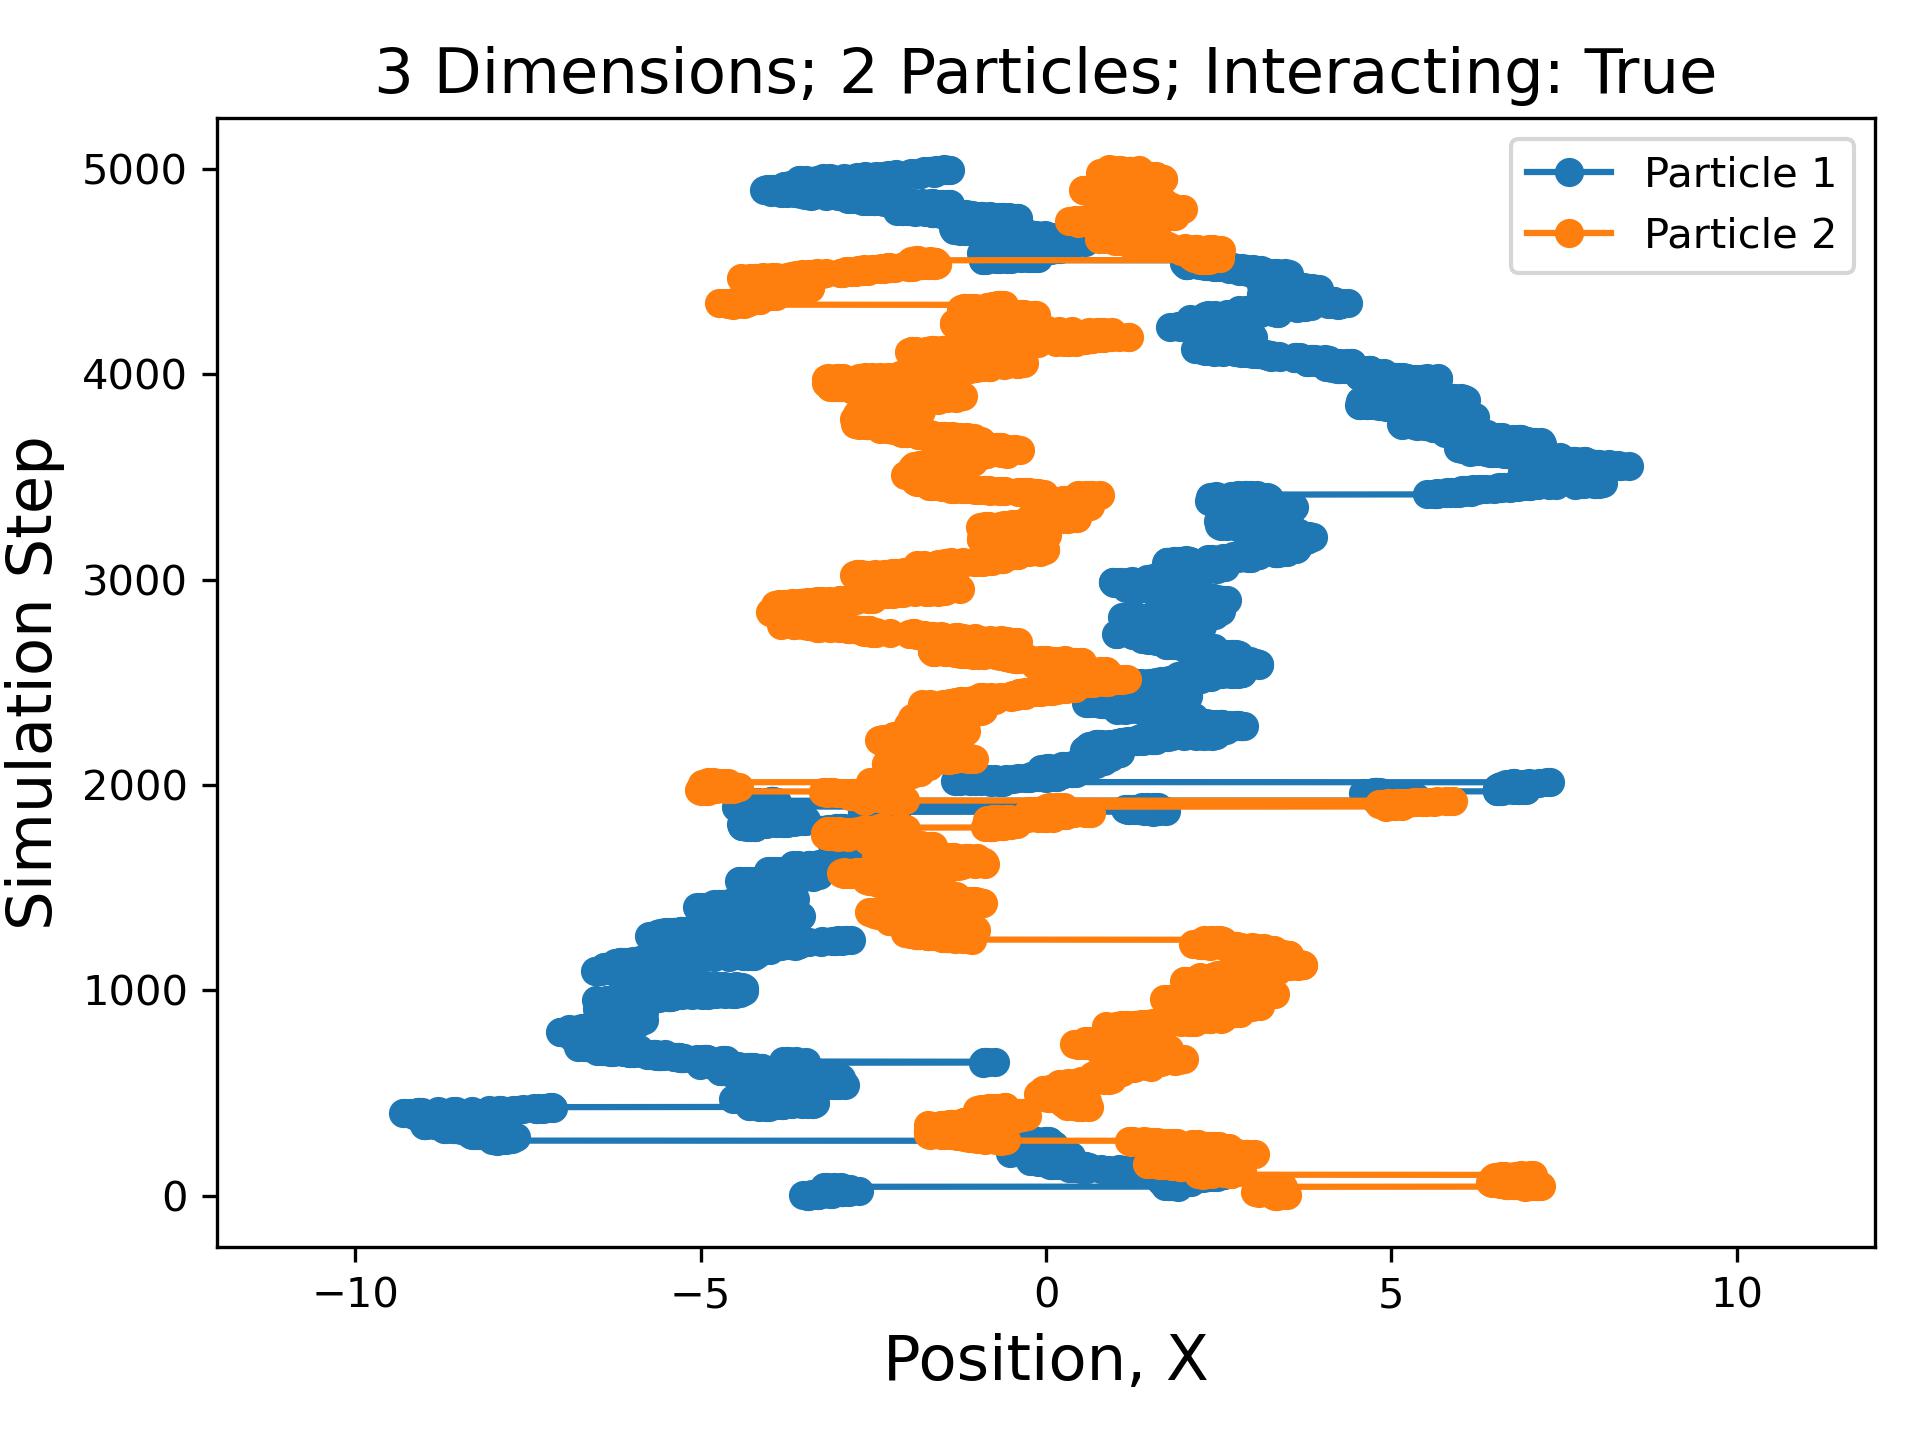 3 Dimensions; 2 Particles; Interacting: True
Particle 1
Particle 2
5000
4000
3000
2000
1000
0
Simulation Step
−10
−5
0
5
10
Position, X